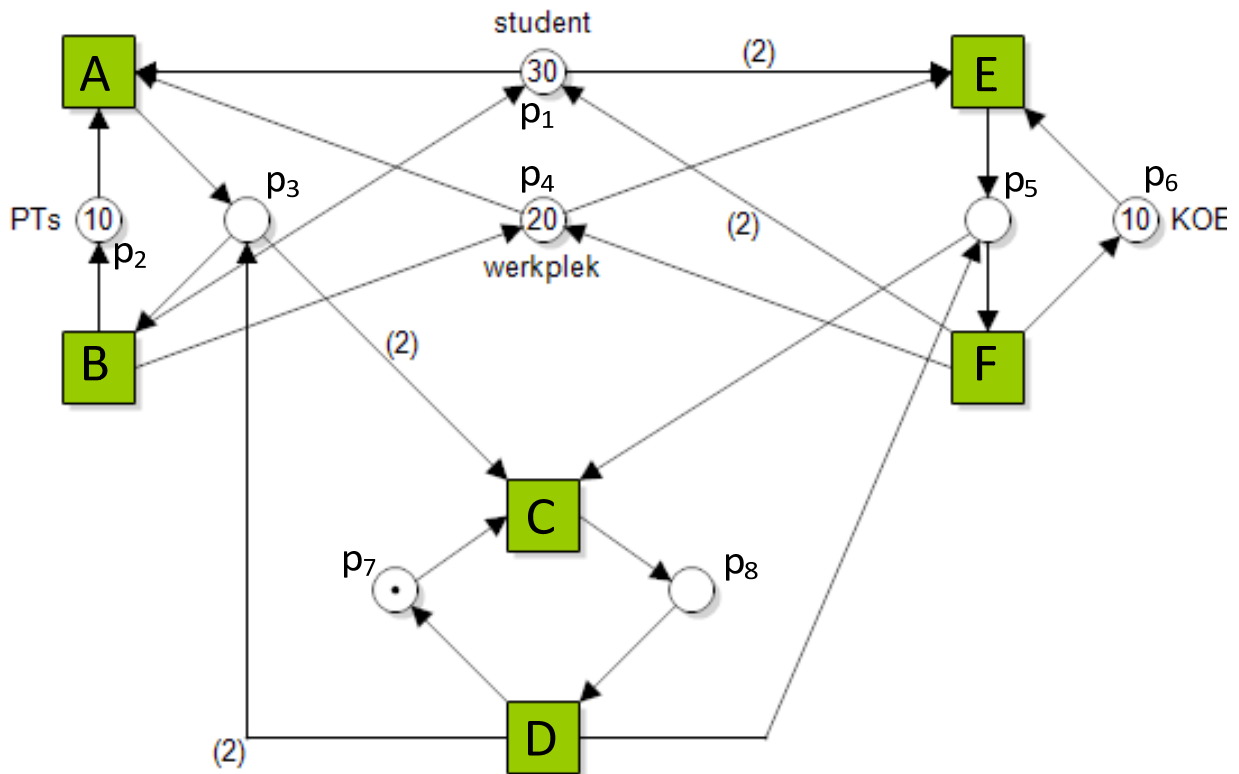 student
A
30
(2)
E
p₁
p₃
p₄
p₅
p₆
PTs
10
20
(2)
10
KOE
p₂
werkplek
B
(2)
F
C
p₇
p₈
D
(2)